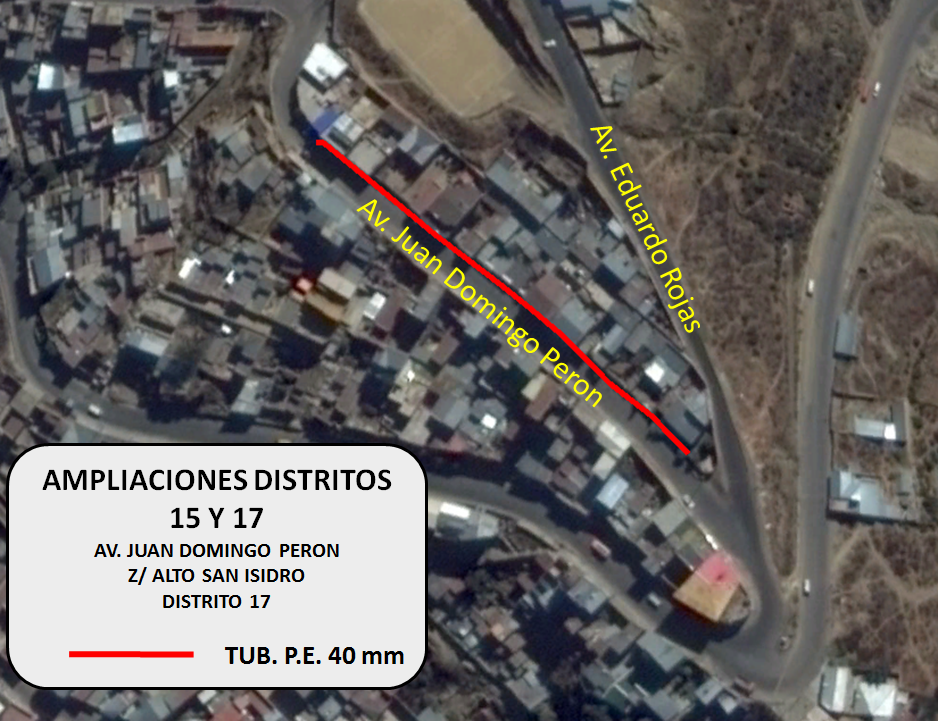 Av. Eduardo Rojas
Av. Juan Domingo Peron
AMPLIACIONES DISTRITOS
15 Y 17
AV. JUAN DOMINGO PERON
Z/ ALTO SAN ISIDRO
DISTRITO 17
TUB. P.E. 40 mm